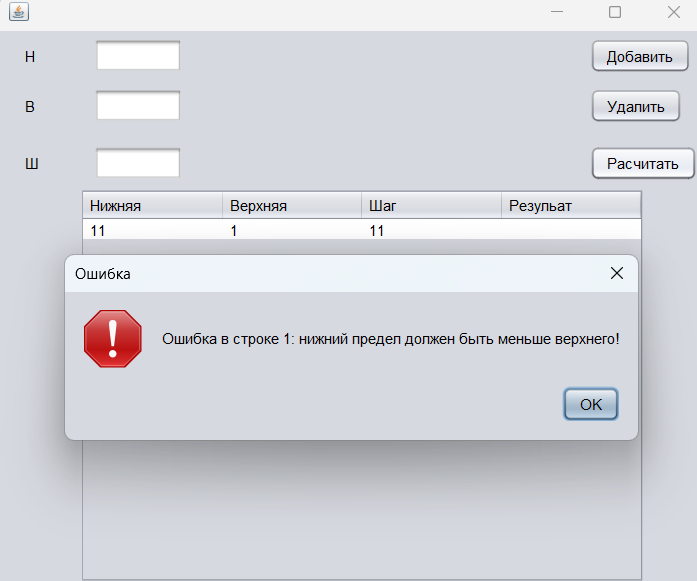 Н
Добавить
В
Удалить
Ш
Расчитать
Нижняя Верхняя Шаг Резульат
11 1 11
Ошибка
Ошибка в строке 1: нижний предел должен быть меньше верхнего!
OK